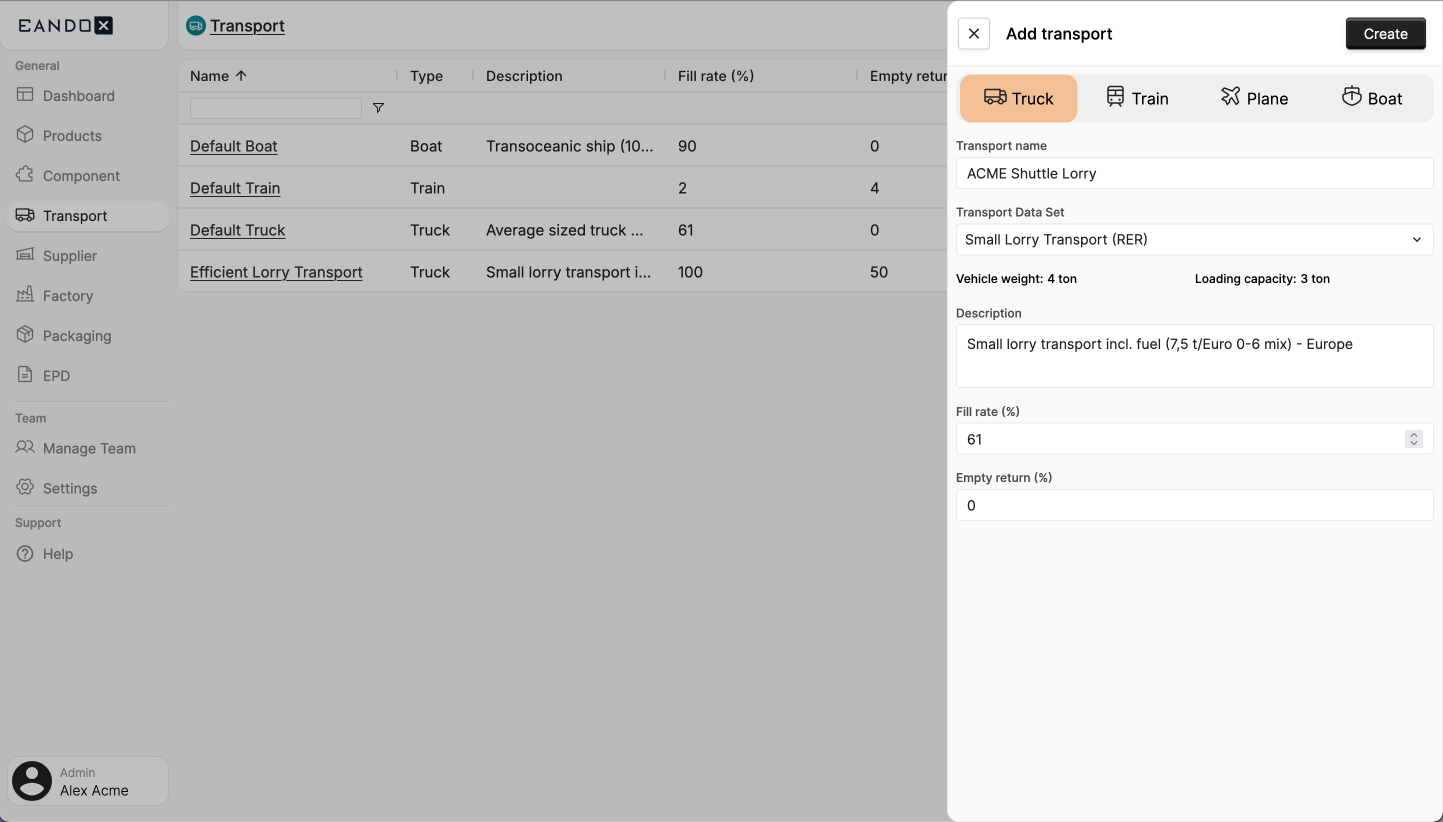 EANDOX
General
Dashboard
Products
Component
Transport
Supplier
Factory
Packaging
EPD
Team
Manage Team
Settings
Support
Help
Admin
Alex Acme
Transport
Name Type Description Fill rate (%) Empty retur
Default Boat Boat Transoceanic ship (10... 90 0
Default Train Train 2 4
Default Truck Truck Average sized truck ... 61 0
Efficient Lorry Transport Truck Small lorry transport i... 100 50
Add transport Create
Truck Train Plane Boat
Transport name
ACME Shuttle Lorry
Transport Data Set
Small Lorry Transport (RER)
Vehicle weight: 4 ton Loading capacity: 3 ton
Description
Small lorry transport incl. fuel (7,5 t/Euro 0-6 mix) - Europe
Fill rate (%)
61
Empty return (%)
0